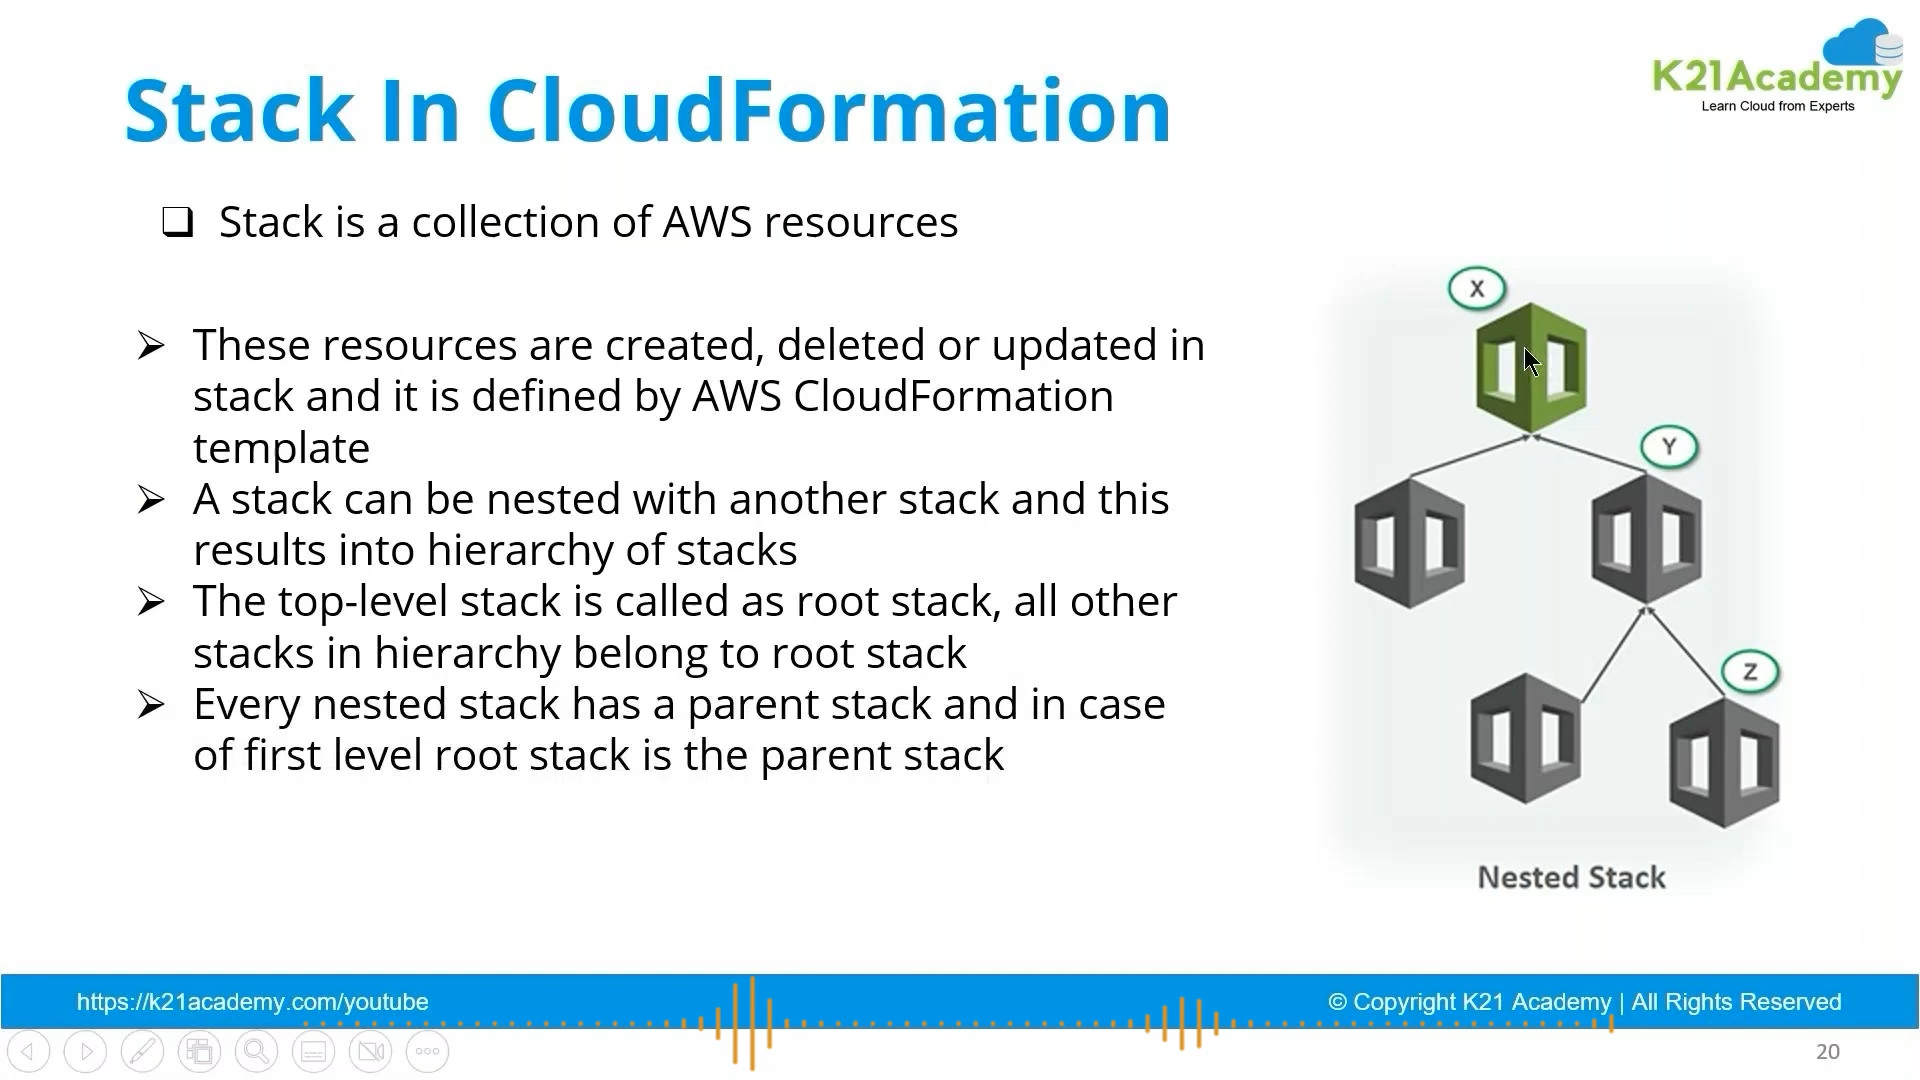 Stack In CloudFormation
K21Academy
Learn Cloud from Experts
Stack is a collection of AWS resources
These resources are created, deleted or updated in
stack and it is defined by AWS CloudFormation
template
A stack can be nested with another stack and this
results into hierarchy of stacks
The top-level stack is called as root stack, all other
stacks in hierarchy belong to root stack
Every nested stack has a parent stack and in case
of first level root stack is the parent stack
X
Y
Z
Nested Stack
https://k21academy.com/youtube
© Copyright K21 Academy | All Rights Reserved
20